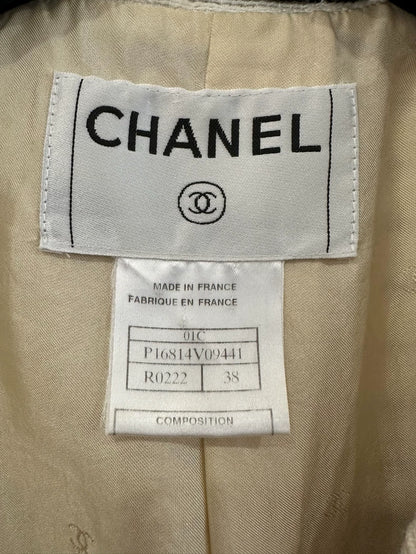 CHANEL
MADE IN FRANCE
FABRIQUE EN FRANCE
01C
P16814V09441
R0222 38
COMPOSITION